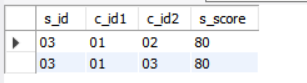 s_id c_id1 c_id2 s_score
03 01 02 80
03 01 03 80